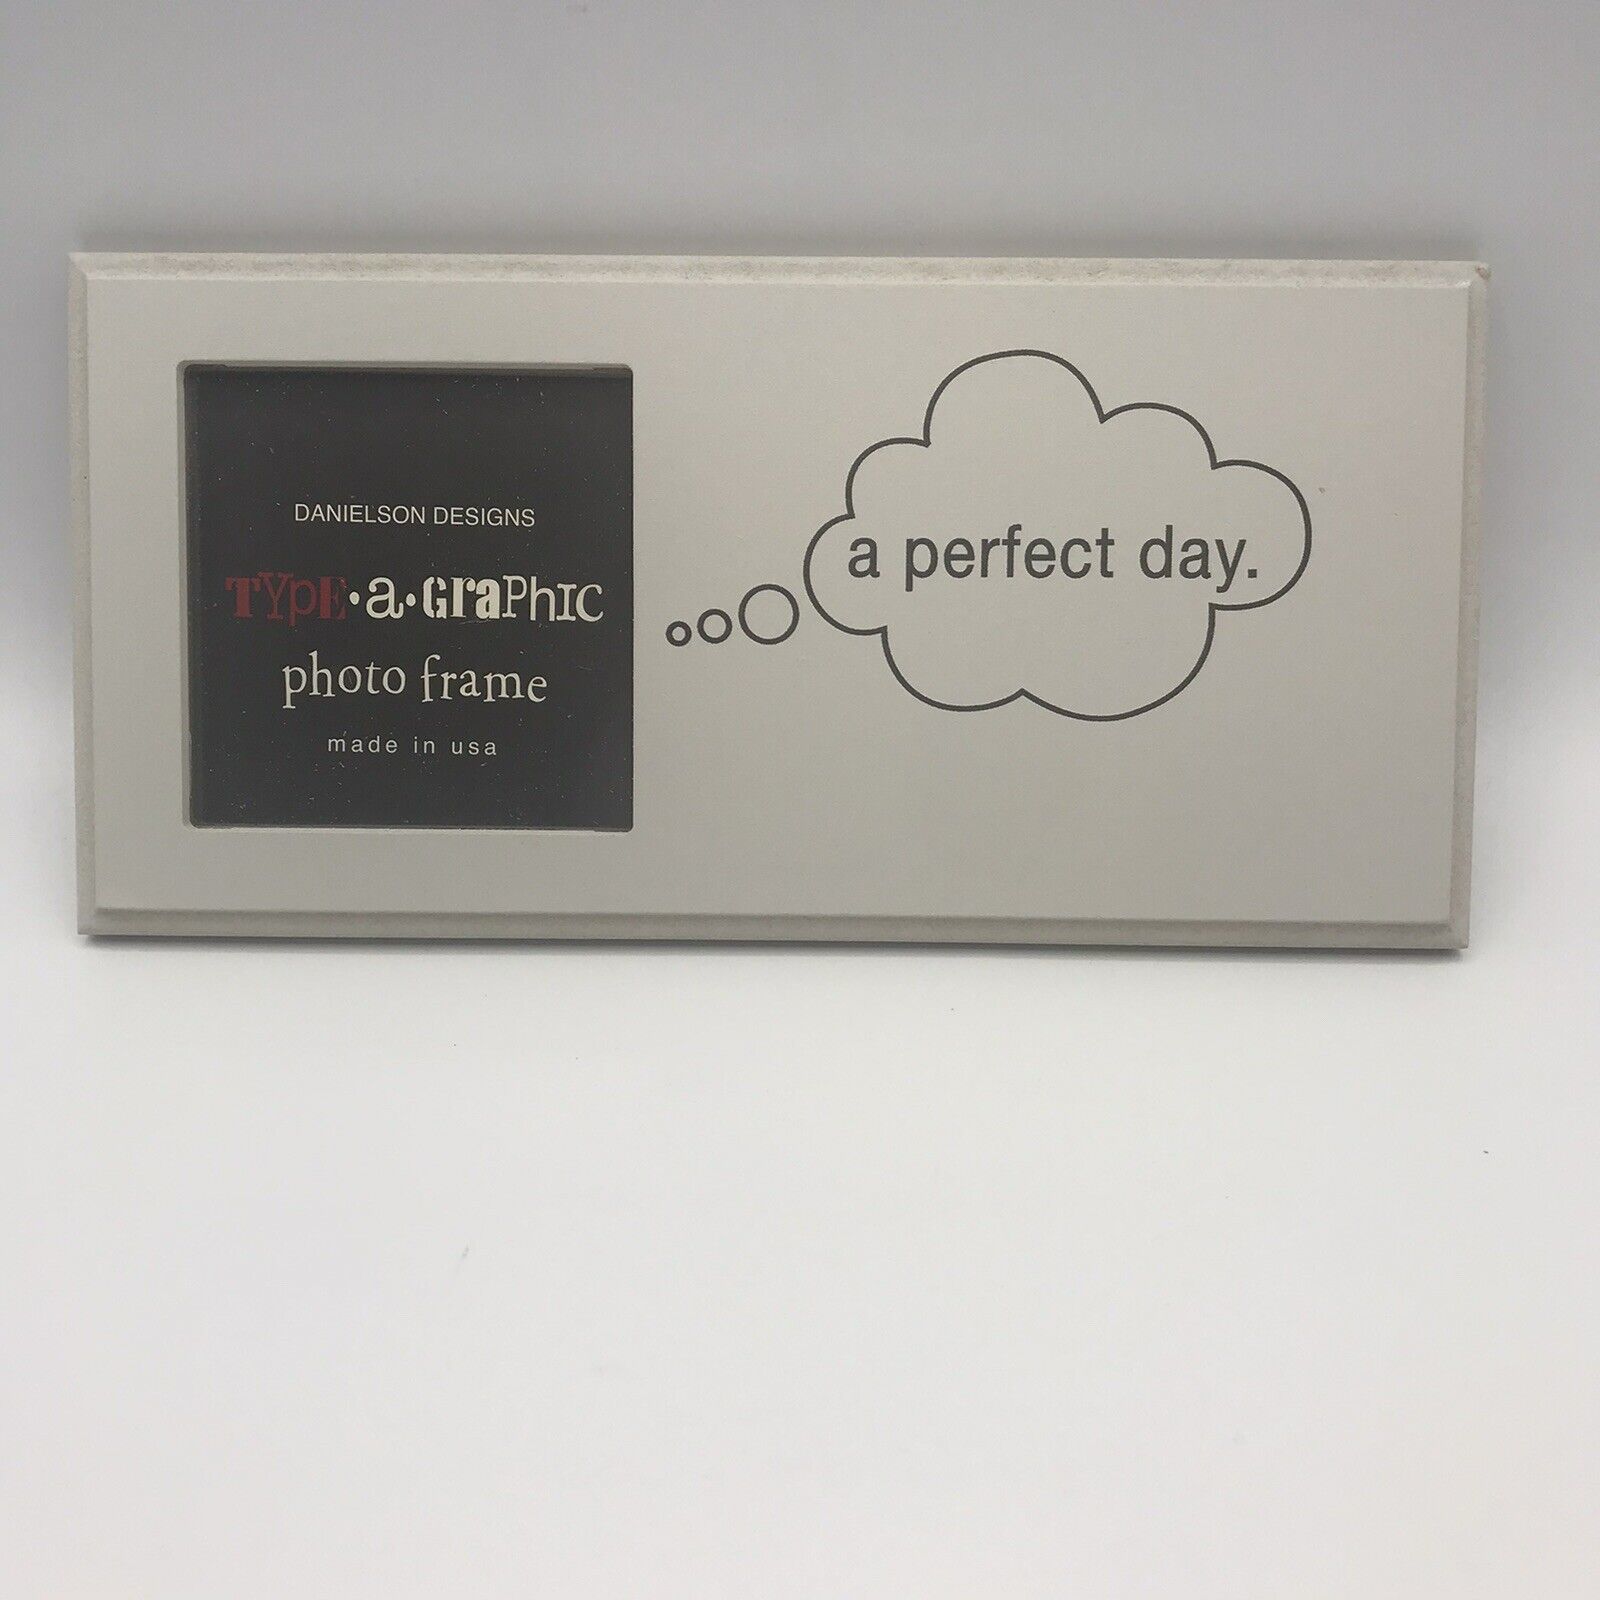 DANIELSON DESIGNS
TYpE•a•GraPhIC
photo frame
made in usa
a perfect day.